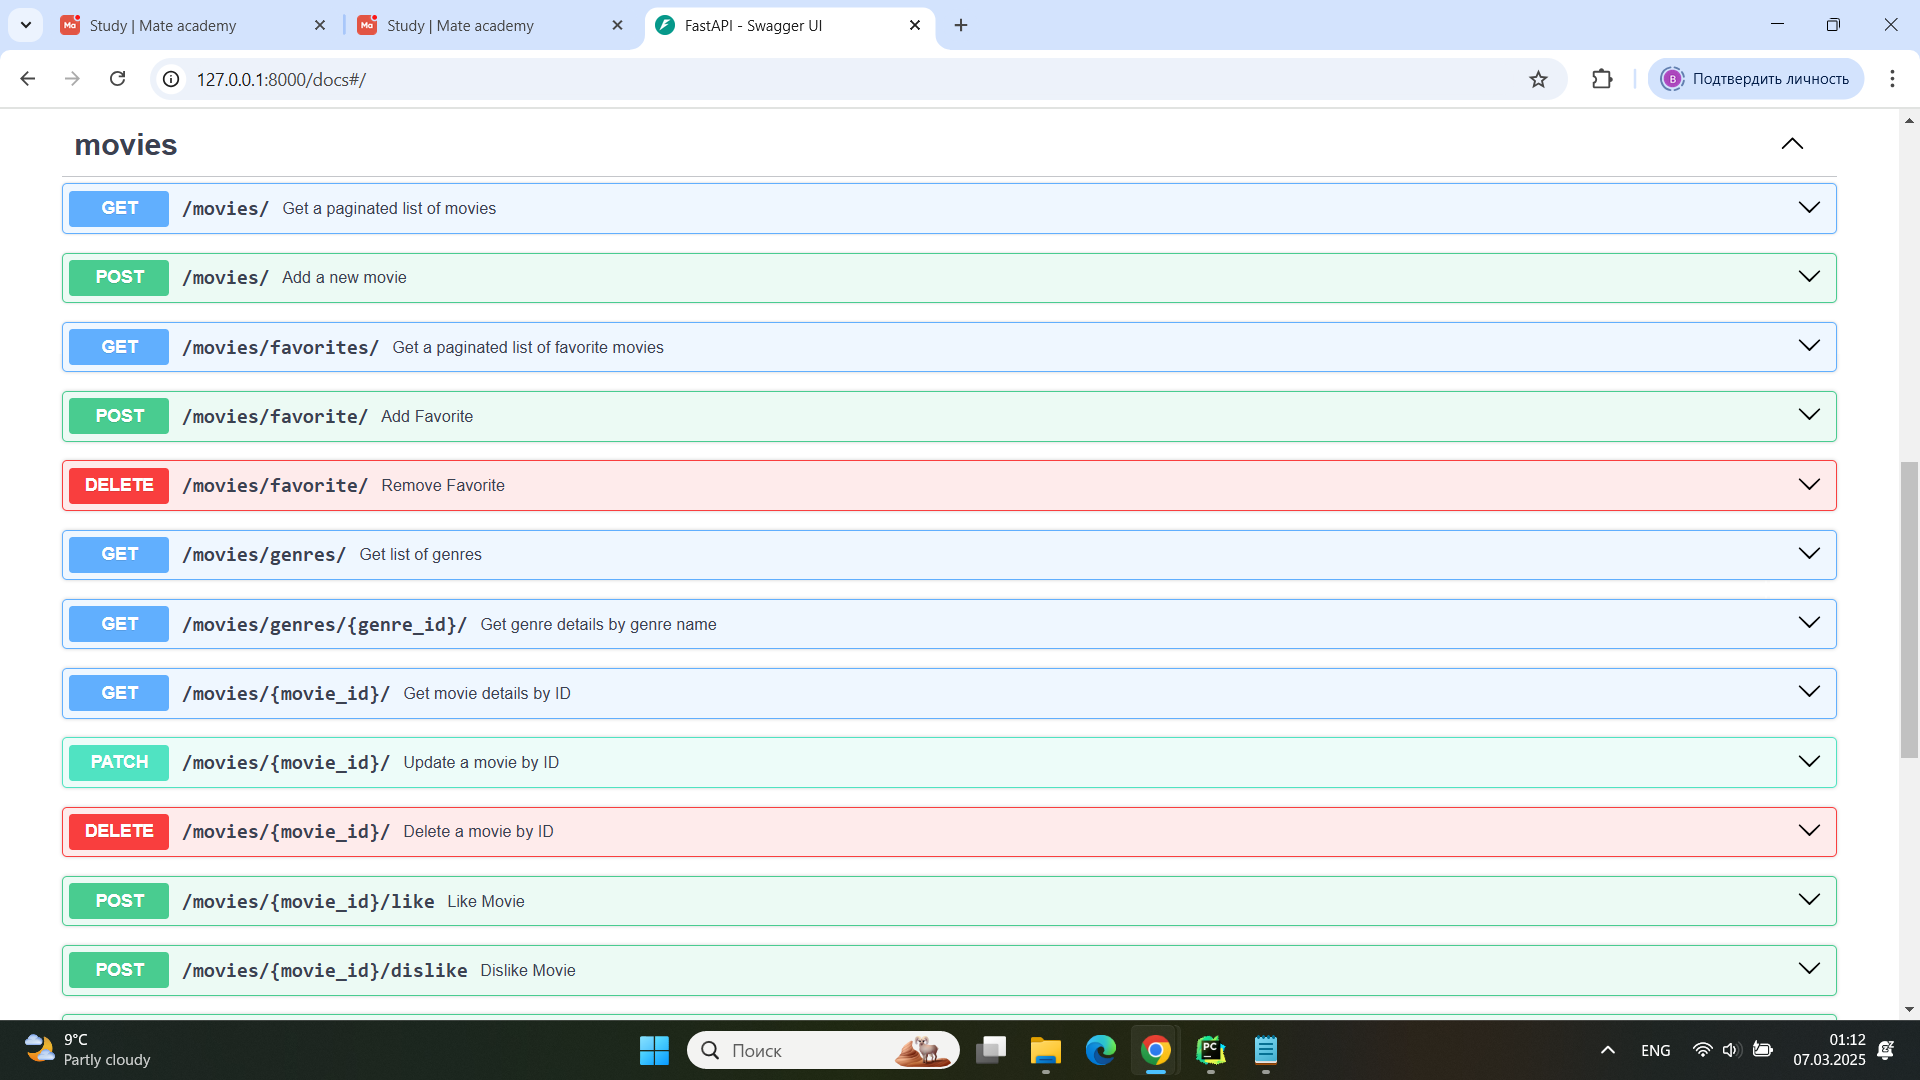 Study | Mate academy
Study | Mate academy
FastAPI - Swagger UI
127.0.0.1:8000/docs#/
В
Подтвердить личность
movies
GET /movies/ Get a paginated list of movies
POST /movies/ Add a new movie
GET /movies/favorites/ Get a paginated list of favorite movies
POST /movies/favorite/ Add Favorite
DELETE /movies/favorite/ Remove Favorite
GET /movies/genres/ Get list of genres
GET /movies/genres/{genre_id}/ Get genre details by genre name
GET /movies/{movie_id}/ Get movie details by ID
PATCH /movies/{movie_id}/ Update a movie by ID
DELETE /movies/{movie_id}/ Delete a movie by ID
POST /movies/{movie_id}/like Like Movie
POST /movies/{movie_id}/dislike Dislike Movie
9°C
Partly cloudy
Поиск
PC
ENG
01:12
07.03.2025